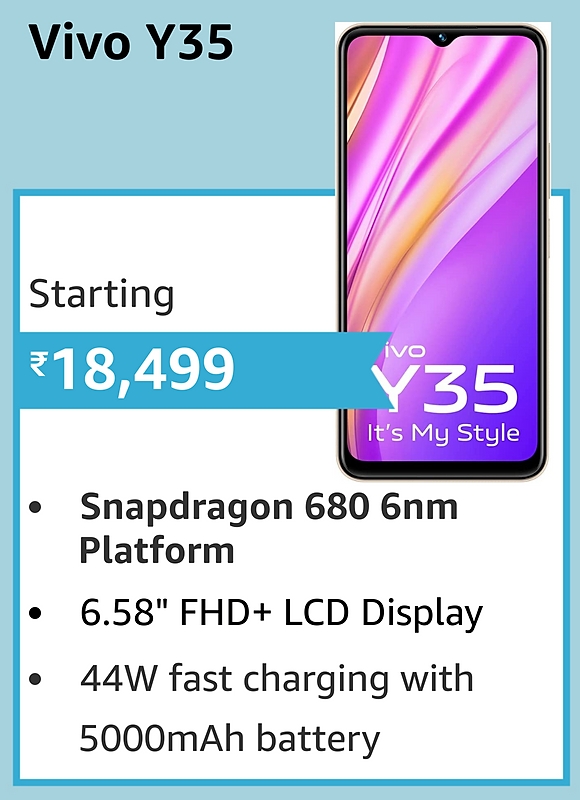 Vivo Y35
Starting
₹18,499
ivo
Y35
It's My Style
• Snapdragon 680 6nm
Platform
• 6.58" FHD+ LCD Display
• 44W fast charging with
5000mAh battery